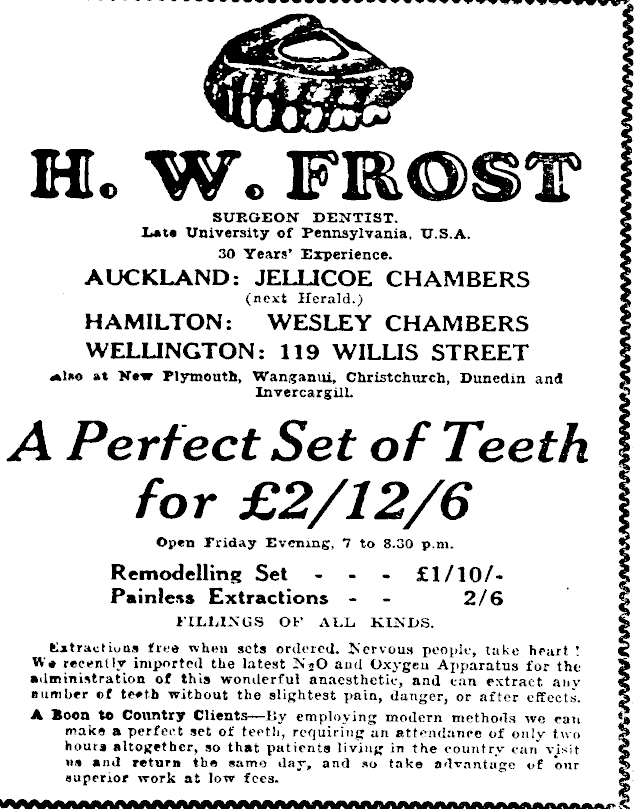 H. W. FROST
SURGEON DENTIST.
Late University of Pennsylvania, U.S.A.
30 Years' Experience.
AUCKLAND: JELLICOE CHAMBERS
(next Herald.)
HAMILTON: WESLEY CHAMBERS
WELLINGTON: 119 WILLIS STREET
Also at New Plymouth, Wanganui, Christchurch, Dunedin and
Invercargill.
A Perfect Set of Teeth
for £2/12/6
Open Friday Evening, 7 to 8.30 p.m.
Remodelling Set - - - £1/10/-
Painless Extractions - - 2/6
FILLINGS OF ALL KINDS.
Extractions free when sets ordered. Nervous people, take heart!
We recently imported the latest N2O and Oxygen Apparatus for the
administration of this wonderful anaesthetic, and can extract any
number of teeth without the slightest pain, danger, or after effects.
A Boon to Country Clients—By employing modern methods we can
make a perfect set of teeth, requiring an attendance of only two
hours altogether, so that patients living in the country can visit
us and return the same day, and so take advantage of our
superior work at low fees.